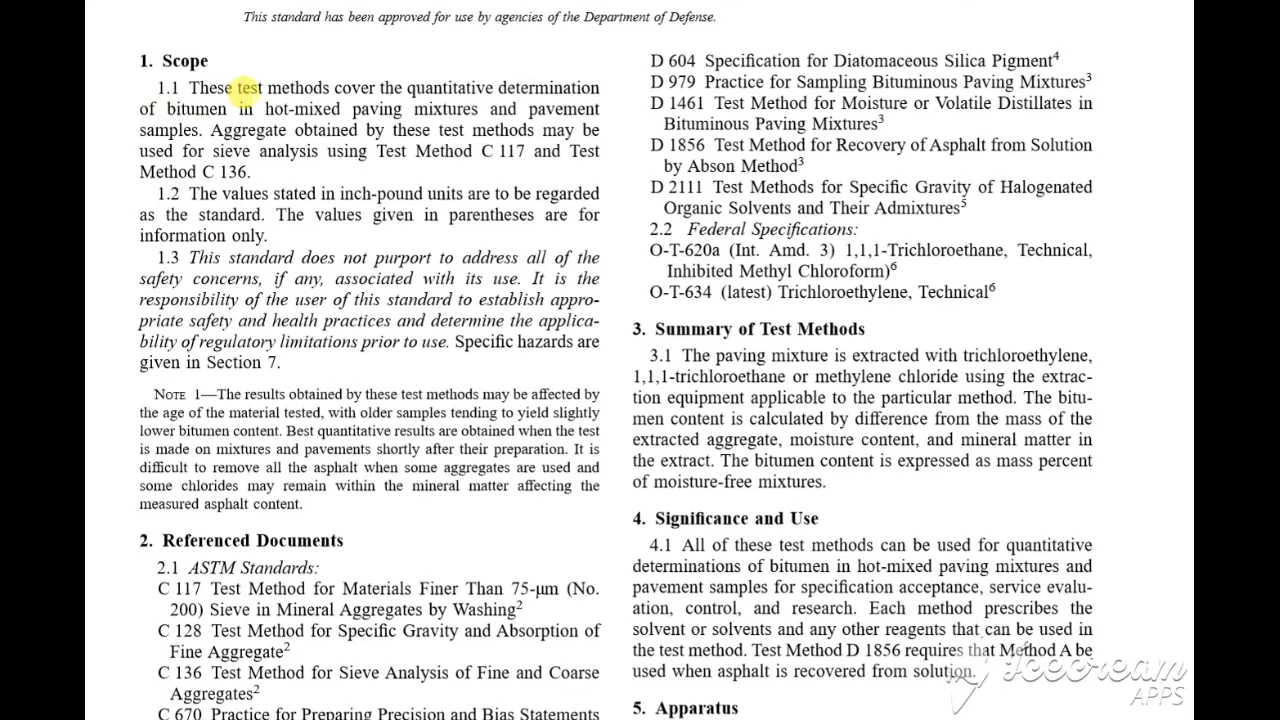 This standard has been approved for use by agencies of the Department of Defense.
1. Scope
1.1 These test methods cover the quantitative determination
of bitumen in hot-mixed paving mixtures and pavement
samples. Aggregate obtained by these test methods may be
used for sieve analysis using Test Method C 117 and Test
Method C 136.
1.2 The values stated in inch-pound units are to be regarded
as the standard. The values given in parentheses are for
information only.
1.3 This standard does not purport to address all of the
safety concerns, if any, associated with its use. It is the
responsibility of the user of this standard to establish appro-
priate safety and health practices and determine the applica-
bility of regulatory limitations prior to use. Specific hazards are
given in Section 7.
NOTE 1—The results obtained by these test methods may be affected by
the age of the material tested, with older samples tending to yield slightly
lower bitumen content. Best quantitative results are obtained when the test
is made on mixtures and pavements shortly after their preparation. It is
difficult to remove all the asphalt when some aggregates are used and
some chlorides may remain within the mineral matter affecting the
measured asphalt content.
2. Referenced Documents
2.1 ASTM Standards:
C 117 Test Method for Materials Finer Than 75-μm (No.
200) Sieve in Mineral Aggregates by Washing2
C 128 Test Method for Specific Gravity and Absorption of
Fine Aggregate2
C 136 Test Method for Sieve Analysis of Fine and Coarse
Aggregates2
C 670 Practice for Preparing Precision and Bias Statements
D 604 Specification for Diatomaceous Silica Pigment4
D 979 Practice for Sampling Bituminous Paving Mixtures3
D 1461 Test Method for Moisture or Volatile Distillates in
Bituminous Paving Mixtures3
D 1856 Test Method for Recovery of Asphalt from Solution
by Abson Method3
D 2111 Test Methods for Specific Gravity of Halogenated
Organic Solvents and Their Admixtures5
2.2 Federal Specifications:
O-T-620a (Int. Amd. 3) 1,1,1-Trichloroethane, Technical,
Inhibited Methyl Chloroform)6
O-T-634 (latest) Trichloroethylene, Technical6
3. Summary of Test Methods
3.1 The paving mixture is extracted with trichloroethylene,
1,1,1-trichloroethane or methylene chloride using the extrac-
tion equipment applicable to the particular method. The bitu-
men content is calculated by difference from the mass of the
extracted aggregate, moisture content, and mineral matter in
the extract. The bitumen content is expressed as mass percent
of moisture-free mixtures.
4. Significance and Use
4.1 All of these test methods can be used for quantitative
determinations of bitumen in hot-mixed paving mixtures and
pavement samples for specification acceptance, service evalu-
ation, control, and research. Each method prescribes the
solvent or solvents and any other reagents that can be used in
the test method. Test Method D 1856 requires that Method A be
used when asphalt is recovered from solution.
5. Apparatus
Icecream
APPS